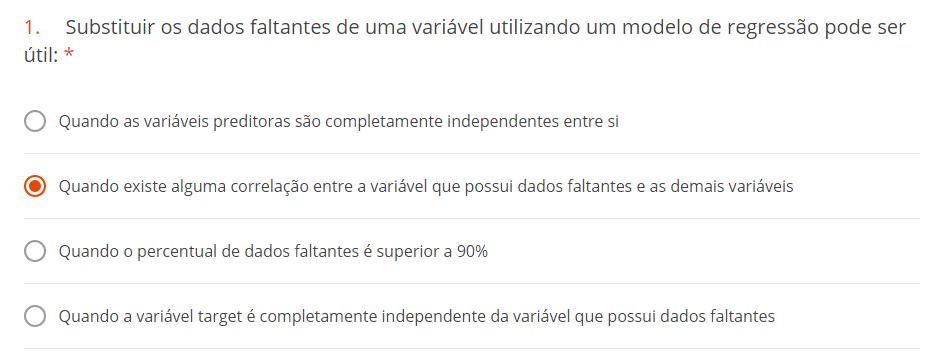 1. Substituir os dados faltantes de uma variável utilizando um modelo de regressão pode ser
útil: *
Quando as variáveis preditoras são completamente independentes entre si
Quando existe alguma correlação entre a variável que possui dados faltantes e as demais variáveis
Quando o percentual de dados faltantes é superior a 90%
Quando a variável target é completamente independente da variável que possui dados faltantes